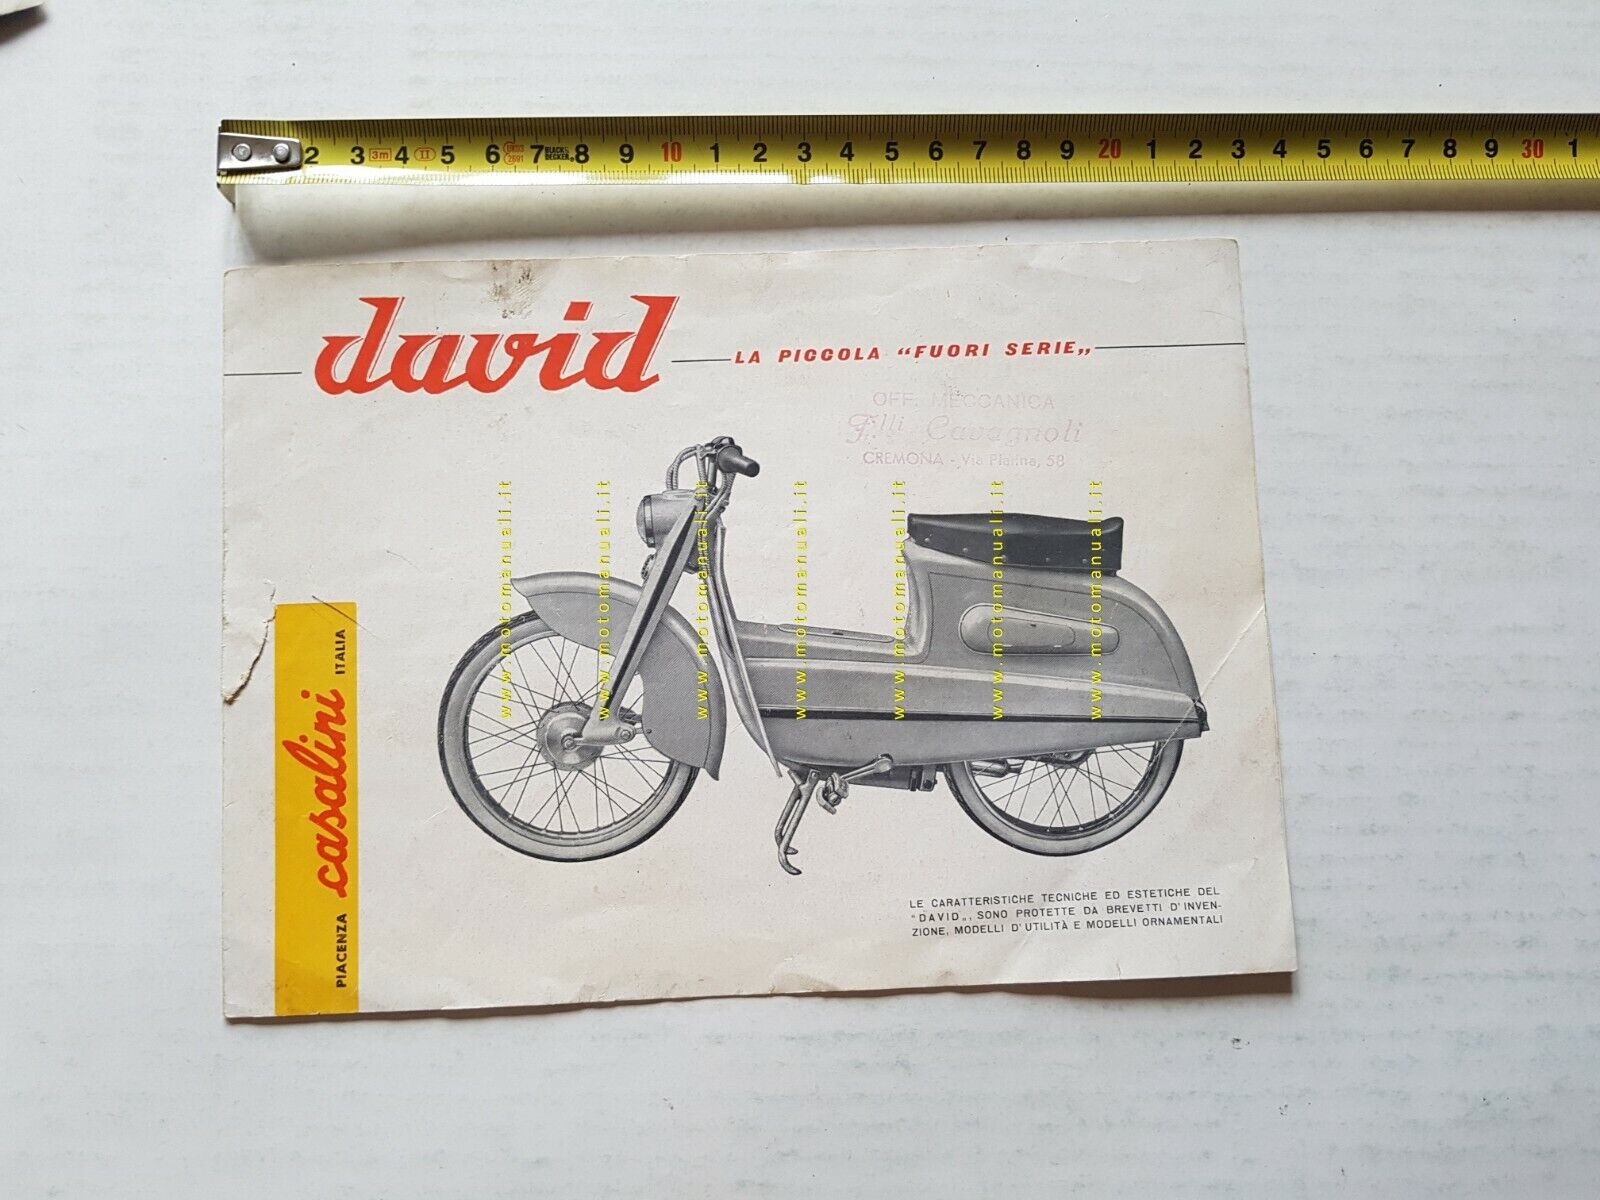 2 3 3m 4 II 5 6 7 BLACK& DECKER® 8 9 10 1 2 3 4 5 6 7 8 9 20 1 2 3 4 5 6 7 8 9 30 1
david
LA PICCOLA "FUORI SERIE„
OFF. MECCANICA
F.lli Cavagnoli
CREMONA - Via
www.motomanuali.it
www.motomanuali.it
www.motomanuali.it
www.motomanuali.it
www.motomanuali.it
www.motomanuali.it
www.motomanuali.it
PIACENZA casalini ITALIA
LE CARATTERISTICHE TECNICHE ED ESTETICHE DEL
"DAVID„, SONO PROTETTE DA BREVETTI D'INVEN-
ZIONE, MODELLI D'UTILITÀ E MODELLI ORNAMENTALI